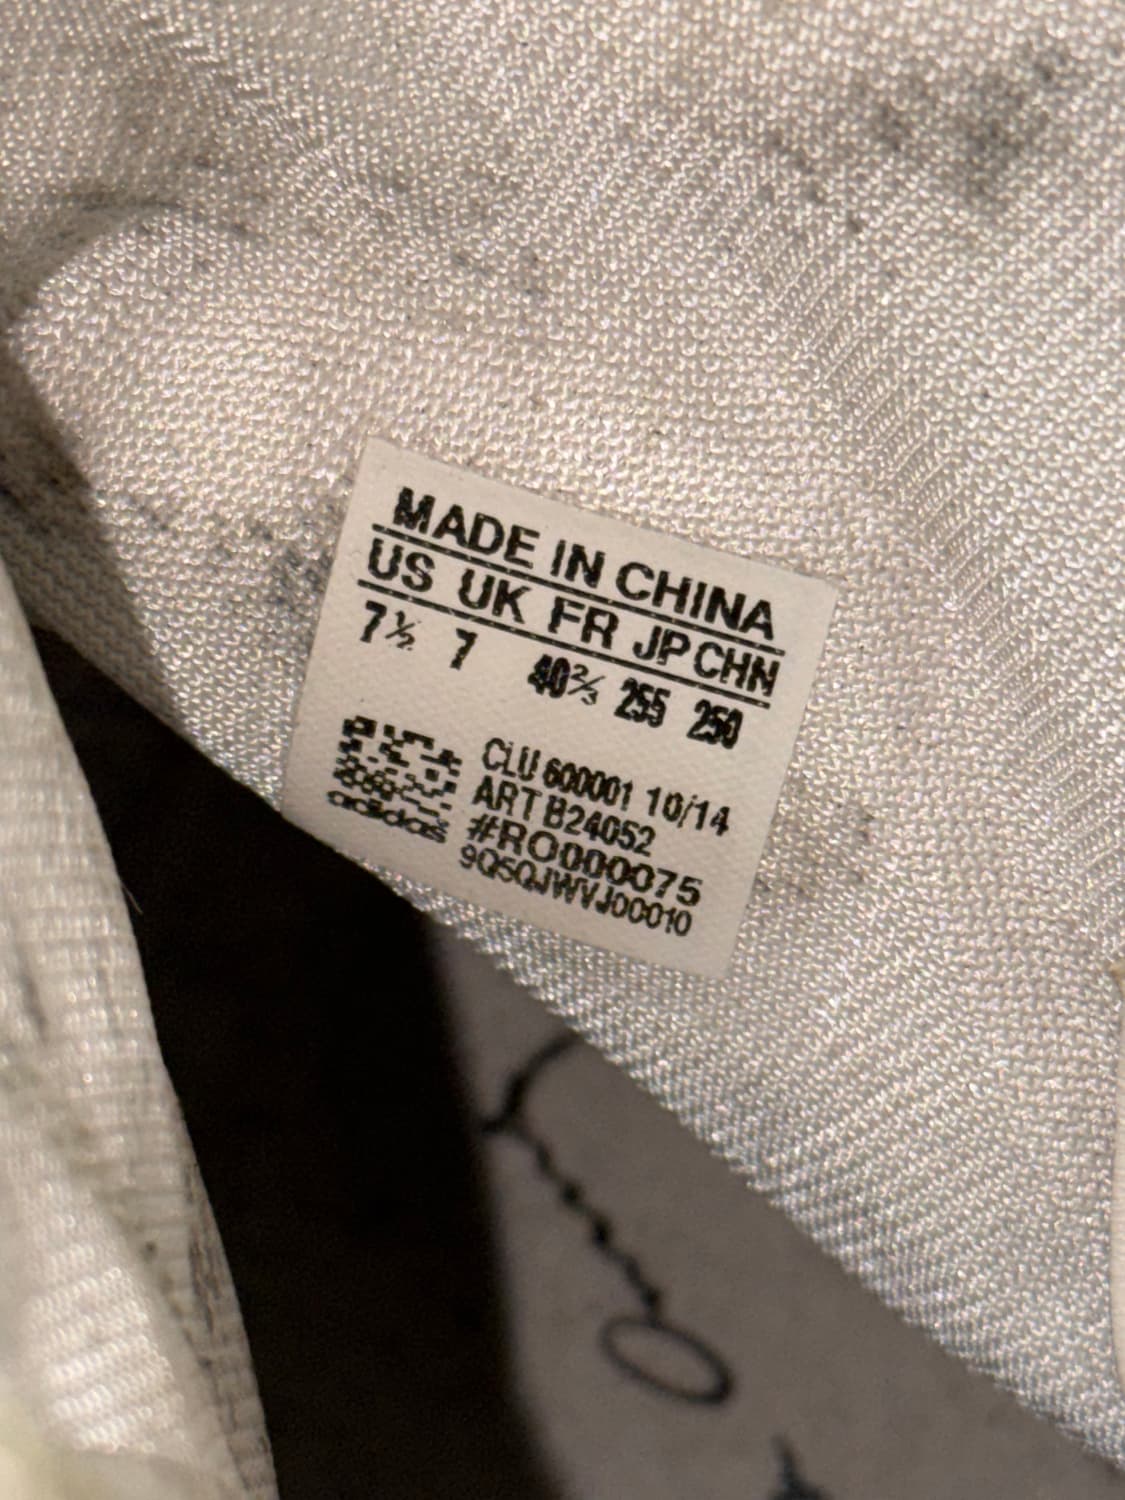 MADE IN CHINA
US UK FR JP CHN
7½ 7 40⅔ 255 250
CLU 600001 10/14
ART B24052
#RO000075
9Q5QJWVJ00010
adidas